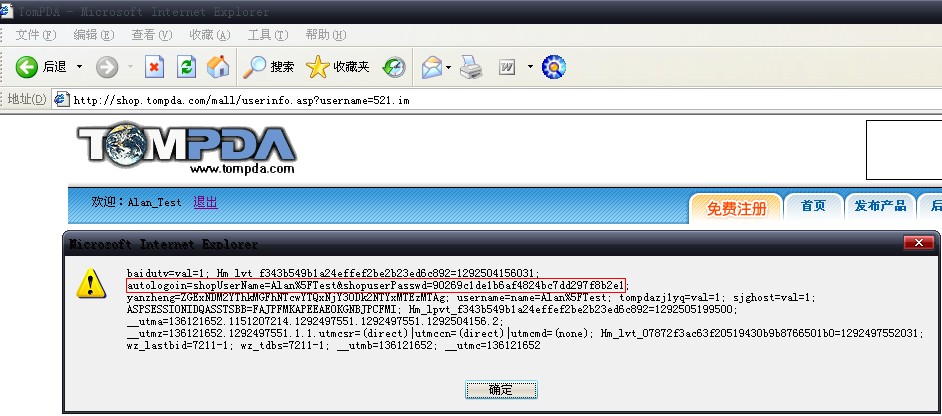 TomPDA - Microsoft Internet Explorer
文件(F) 编辑(E) 查看(V) 收藏(A) 工具(T) 帮助(H)
后退 搜索 收藏夹
地址(D) http://shop.tompda.com/mall/userinfo.asp?username=521.im
TOMPDA
www.tompda.com
欢迎：Alan_Test 退出 免费注册 首页 发布产品
Microsoft Internet Explorer
baidutv=val=1; Hm_lvt_f343b549b1a24effef2be2b23ed6c892=1292504156031;
autologoin=shopUserName=Alan%5FTest&shopuserPasswd=90269c1de1b6af4824bc7dd297f8b2e1;
yanzheng=ZGExNDM2YThkMGFhNTcwYTQxNjY3ODk2NTYxMTEzMTAg; username=name=Alan%5FTest; tompdazjlyq=val=1; sjghost=val=1;
ASPSESSIONIDQASSTSBB=FAJPPMKAPEEAEOKGNBJPCFMI; Hm_lpvt_f343b549b1a24effef2be2b23ed6c892=1292505199500;
__utma=136121652.1151207214.1292497551.1292497551.1292504156.2;
__utmz=136121652.1292497551.1.1.utmcsr=(direct)|utmccn=(direct)|utmcmd=(none); Hm_lvt_07872f3ac63f20519430b9b8766501b0=1292497552031;
wz_lastbid=7211-1; wz_tdbs=7211-1; __utmb=136121652; __utmc=136121652
确定